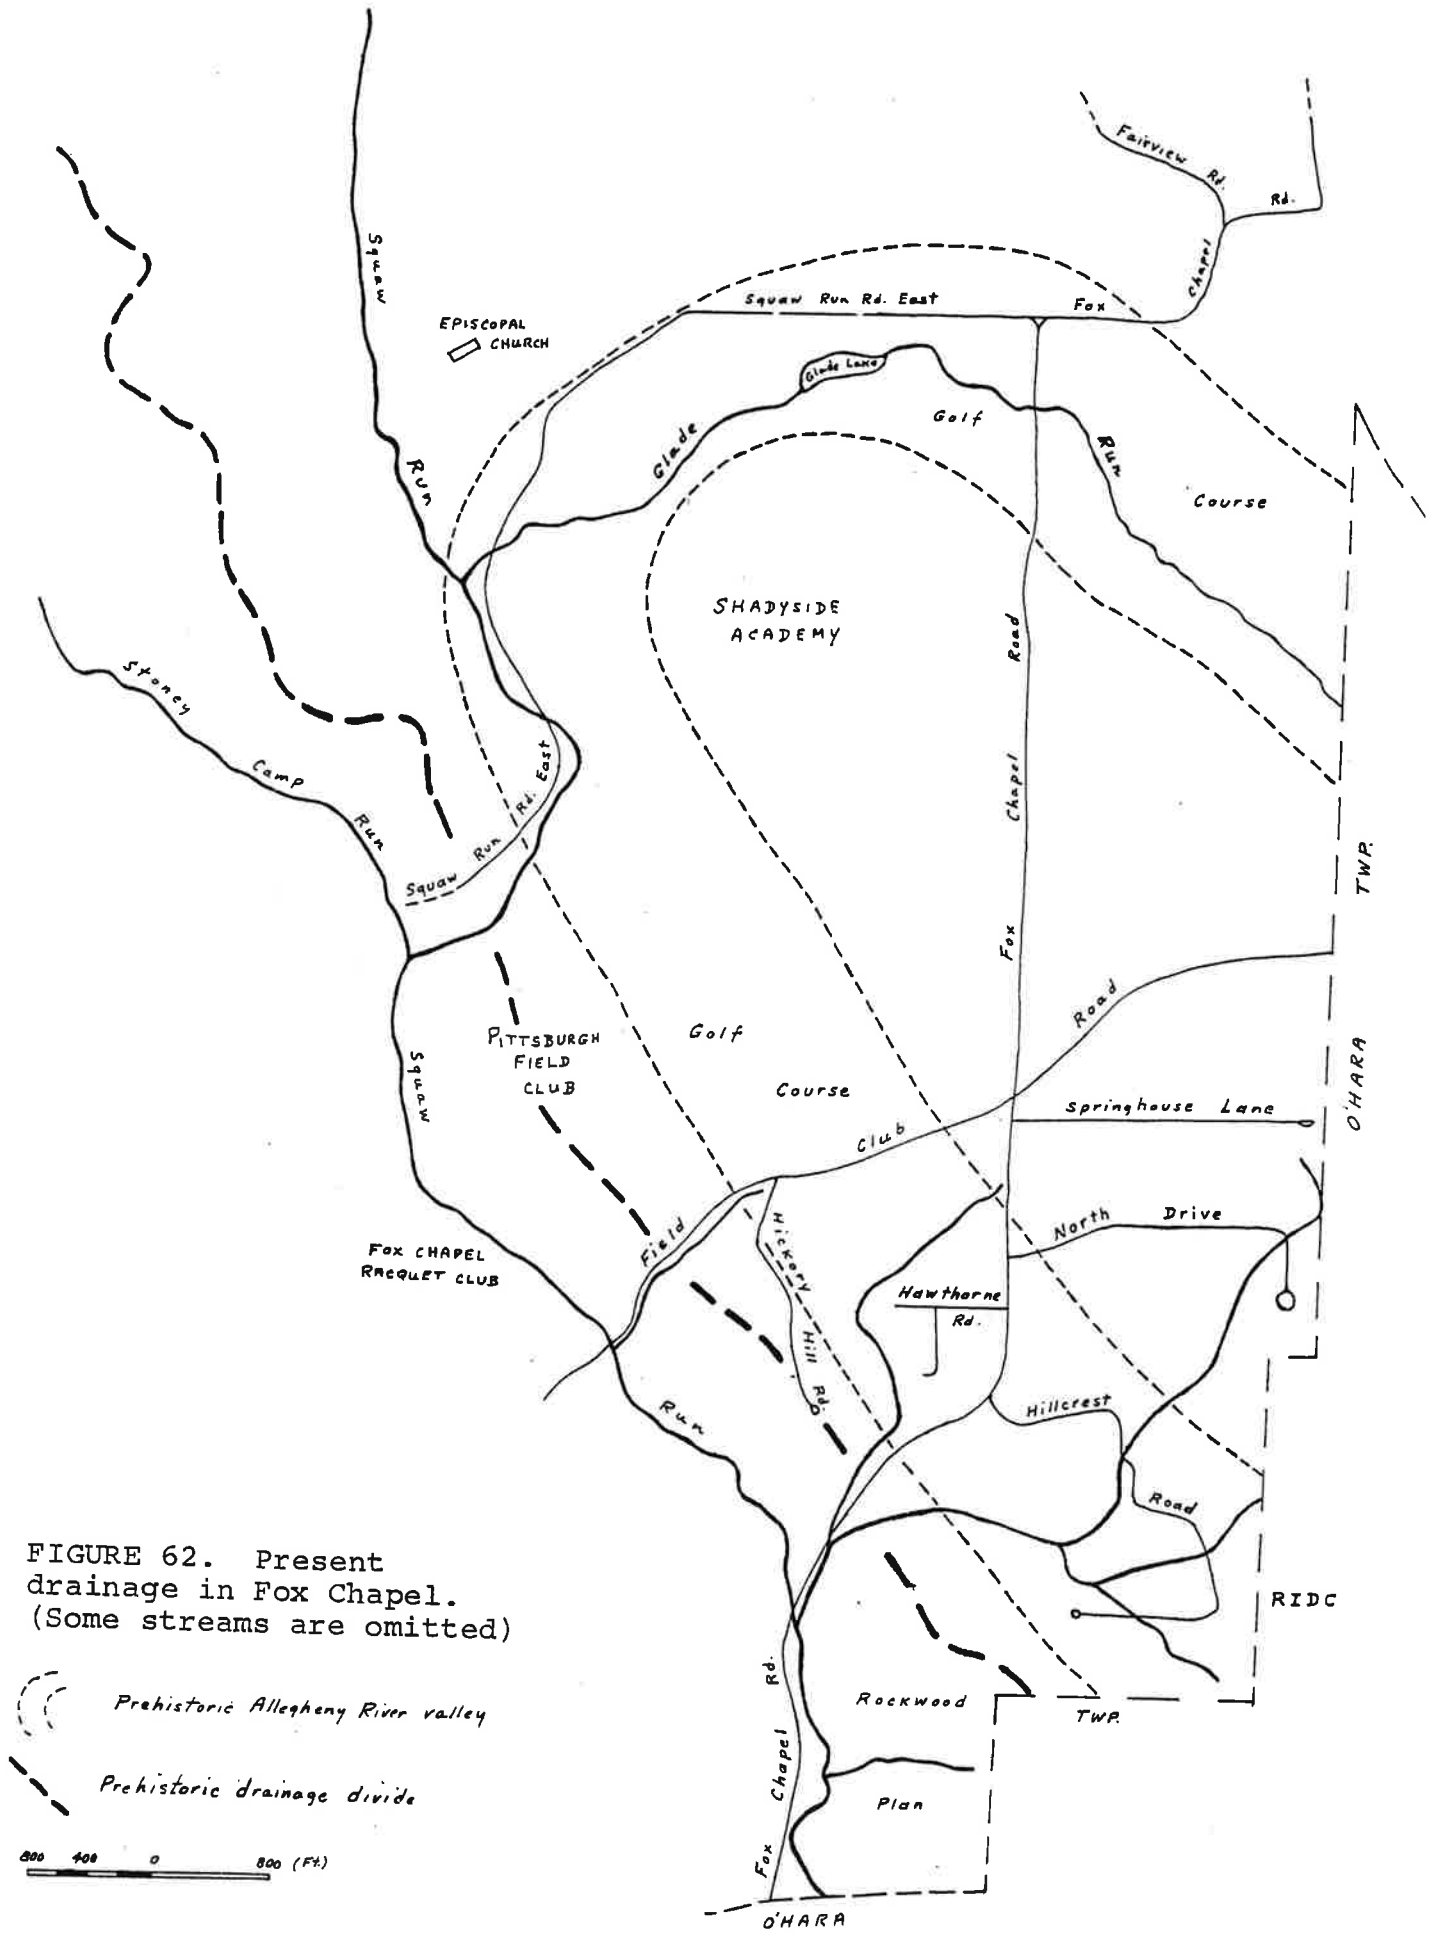 Fairview Rd.
Rd.
Chapel
Fox
Squaw Run Rd. East
Squaw
EPISCOPAL
CHURCH
Glade Lake
Golf
Glade
Run
Run
Course
SHADYSIDE
ACADEMY
Road
Stoney
Camp
Run
Chapel
Squaw Run Rd. East
TWP.
Fox
Road
Golf
PITTSBURGH
FIELD
CLUB
Squaw
O'HARA
Course
Springhouse Lane
Club
Field
Hickory
North Drive
FOX CHAPEL
RACQUET CLUB
Hawthorne
Rd.
Hill
Rd.
Run
Hillcrest
Road
FIGURE 62. Present
drainage in Fox Chapel.
(Some streams are omitted)
RIDC
Rd.
Rockwood
TWP.
Prehistoric Allegheny River valley
Chapel
Prehistoric drainage divide
Plan
800 400 0 800 (Ft.)
Fox
O'HARA